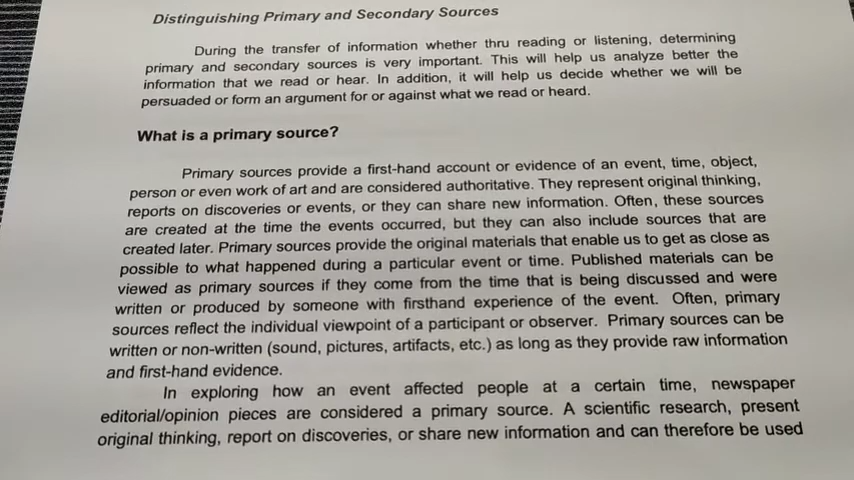 Distinguishing Primary and Secondary Sources
During the transfer of information whether thru reading or listening, determining
primary and secondary sources is very important. This will help us analyze better the
information that we read or hear. In addition, it will help us decide whether we will be
persuaded or form an argument for or against what we read or heard.
What is a primary source?
Primary sources provide a first-hand account or evidence of an event, time, object,
person or even work of art and are considered authoritative. They represent original thinking,
reports on discoveries or events, or they can share new information. Often, these sources
are created at the time the events occurred, but they can also include sources that are
created later. Primary sources provide the original materials that enable us to get as close as
possible to what happened during a particular event or time. Published materials can be
viewed as primary sources if they come from the time that is being discussed and were
written or produced by someone with firsthand experience of the event. Often, primary
sources reflect the individual viewpoint of a participant or observer. Primary sources can be
written or non-written (sound, pictures, artifacts, etc.) as long as they provide raw information
and first-hand evidence.
In exploring how an event affected people at a certain time, newspaper
editorial/opinion pieces are considered a primary source. A scientific research, present
original thinking, report on discoveries, or share new information and can therefore be used